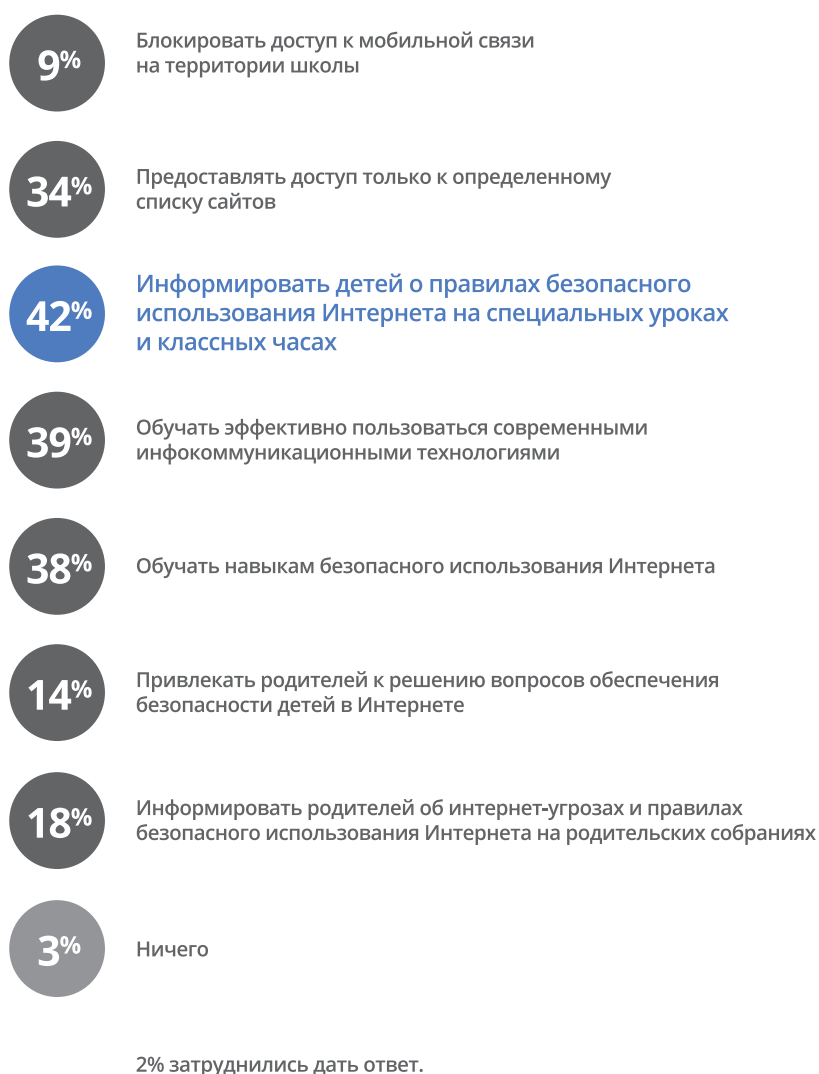 9%
Блокировать доступ к мобильной связи
на территории школы
34%
Предоставлять доступ только к определенному
списку сайтов
42%
Информировать детей о правилах безопасного
использования Интернета на специальных уроках
и классных часах
39%
Обучать эффективно пользоваться современными
инфокоммуникационными технологиями
38%
Обучать навыкам безопасного использования Интернета
14%
Привлекать родителей к решению вопросов обеспечения
безопасности детей в Интернете
18%
Информировать родителей об интернет-угрозах и правилах
безопасного использования Интернета на родительских собраниях
3%
Ничего
2% затруднились дать ответ.